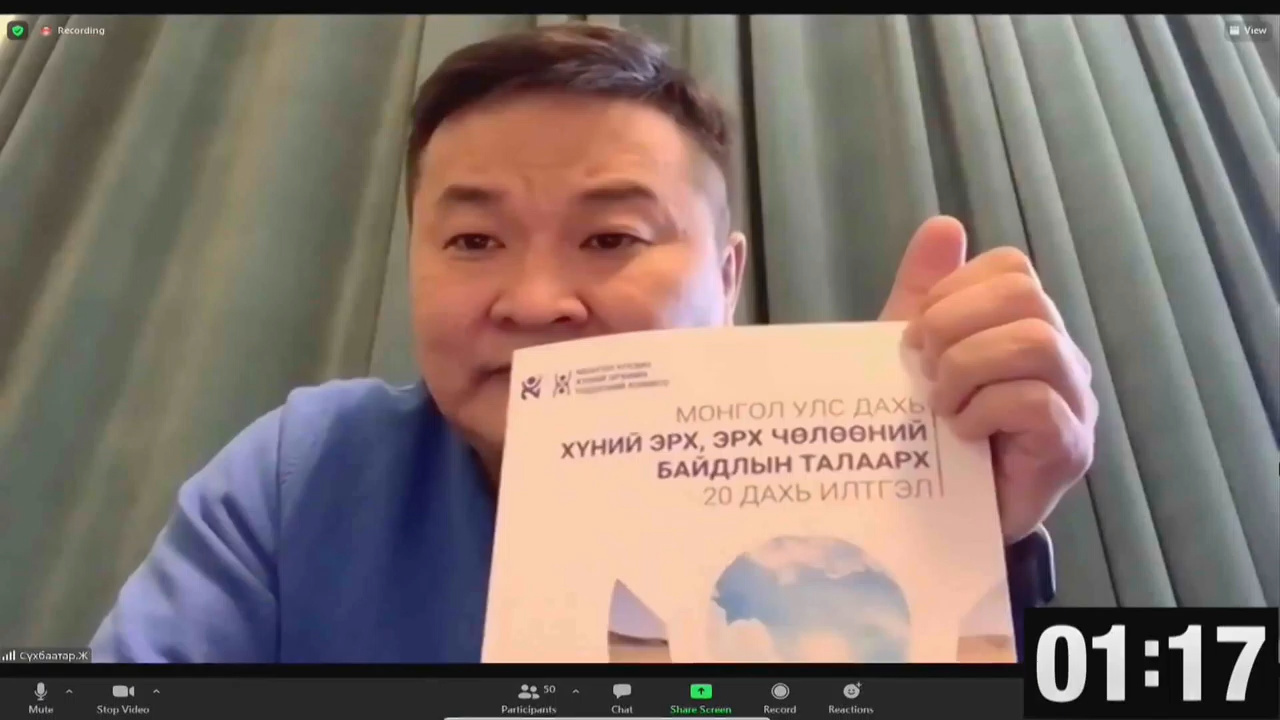 Recording
View
МОНГОЛ УЛС ДАХЬ
ХҮНИЙ ЭРХ, ЭРХ ЧӨЛӨӨНИЙ
БАЙДЛЫН ТАЛААРХ
20 ДАХЬ ИЛТГЭЛ
Сүхбаатар.Ж
01:17
Mute
Stop Video
Participants
50
Chat
Share Screen
Record
Reactions